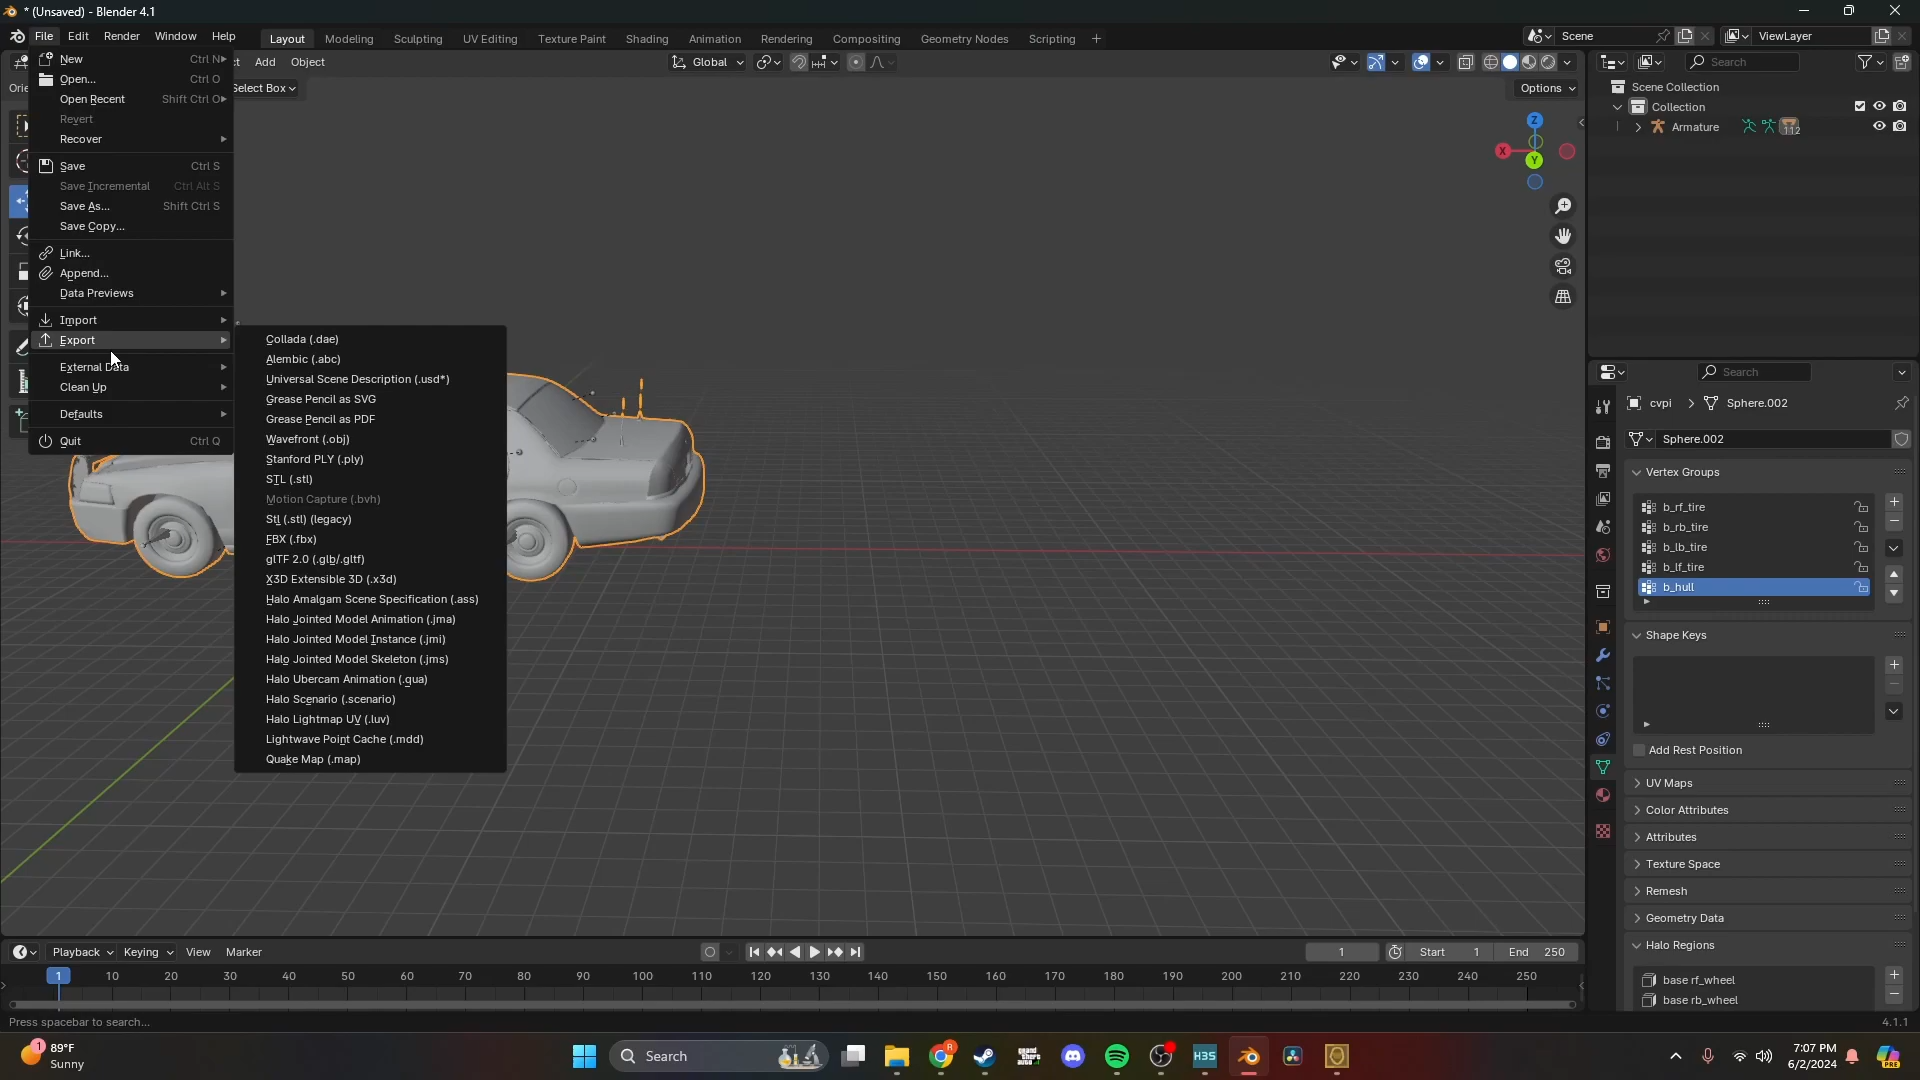 * (Unsaved) - Blender 4.1
File Edit Render Window Help Layout Modeling Sculpting UV Editing Texture Paint Shading Animation Rendering Compositing Geometry Nodes Scripting + Scene ViewLayer
New Ctrl N
Open... Ctrl O
Open Recent Shift Ctrl O
Revert
Recover
Save Ctrl S
Save Incremental Ctrl Alt S
Save As... Shift Ctrl S
Save Copy...
Link...
Append...
Data Previews
Import
Export
External Data
Clean Up
Defaults
Quit Ctrl Q
Add Object Global
Select Box Options
Z
X
Y
Collada (.dae)
Alembic (.abc)
Universal Scene Description (.usd*)
Grease Pencil as SVG
Grease Pencil as PDF
Wavefront (.obj)
Stanford PLY (.ply)
STL (.stl)
Motion Capture (.bvh)
Stl (.stl) (legacy)
FBX (.fbx)
glTF 2.0 (.glb/.gltf)
X3D Extensible 3D (.x3d)
Halo Amalgam Scene Specification (.ass)
Halo Jointed Model Animation (.jma)
Halo Jointed Model Instance (.jmi)
Halo Jointed Model Skeleton (.jms)
Halo Ubercam Animation (.qua)
Halo Scenario (.scenario)
Halo Lightmap UV (.luv)
Lightwave Point Cache (.mdd)
Quake Map (.map)
Search
Scene Collection
Collection
Armature 112
Search
cvpi > Sphere.002
Sphere.002
Vertex Groups
b_rf_tire
b_rb_tire
b_lb_tire
b_lf_tire
b_hull
Shape Keys
Add Rest Position
UV Maps
Color Attributes
Attributes
Texture Space
Remesh
Geometry Data
Halo Regions
base rf_wheel
base rb_wheel
Playback Keying View Marker 1 Start 1 End 250
1 10 20 30 40 50 60 70 80 90 100 110 120 130 140 150 160 170 180 190 200 210 220 230 240 250
Press spacebar to search... 4.1.1
1 89°F
Sunny
Search
R
H3S
7:07 PM
6/2/2024
PRE